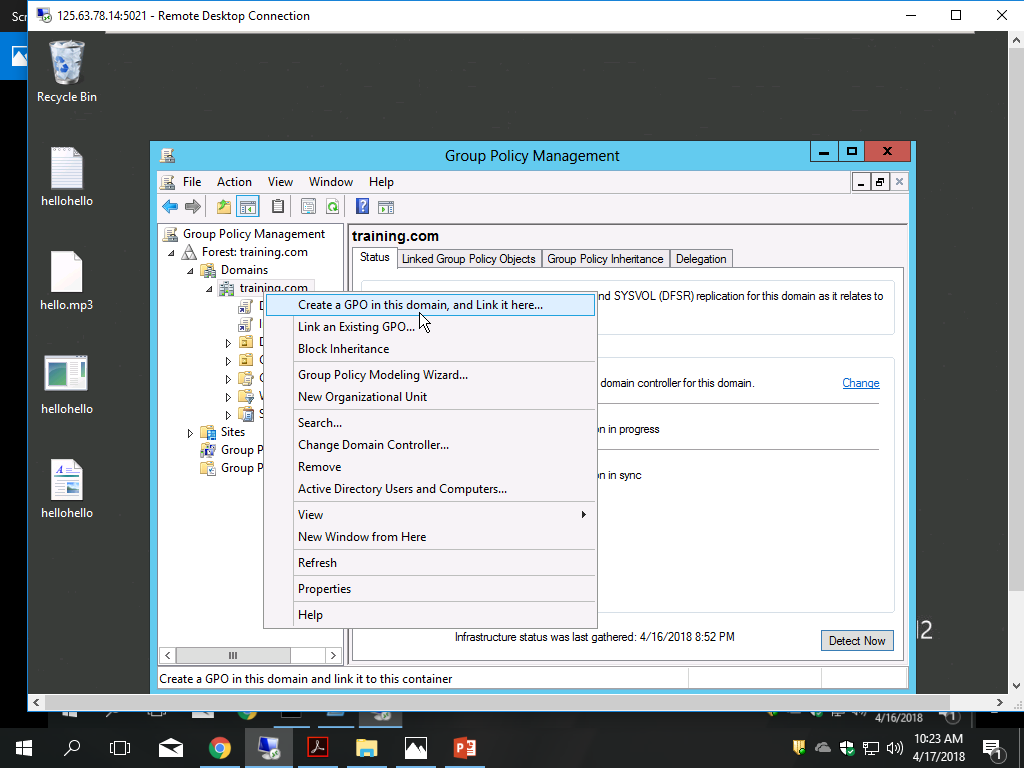 Scr
125.63.78.14:5021 - Remote Desktop Connection
Recycle Bin
hellohello
hello.mp3
hellohello
hellohello
Group Policy Management
File Action View Window Help
Group Policy Management
Forest: training.com
Domains
training.com
Sites
Group P
Group P
training.com
Status Linked Group Policy Objects Group Policy Inheritance Delegation
nd SYSVOL (DFSR) replication for this domain as it relates to
domain controller for this domain. Change
on in progress
on in sync
Infrastructure status was last gathered: 4/16/2018 8:52 PM
Detect Now
Create a GPO in this domain, and Link it here...
Link an Existing GPO...
Block Inheritance
Group Policy Modeling Wizard...
New Organizational Unit
Search...
Change Domain Controller...
Remove
Active Directory Users and Computers...
View
New Window from Here
Refresh
Properties
Help
Create a GPO in this domain and link it to this container
12
4/16/2018
1
10:23 AM
4/17/2018
1